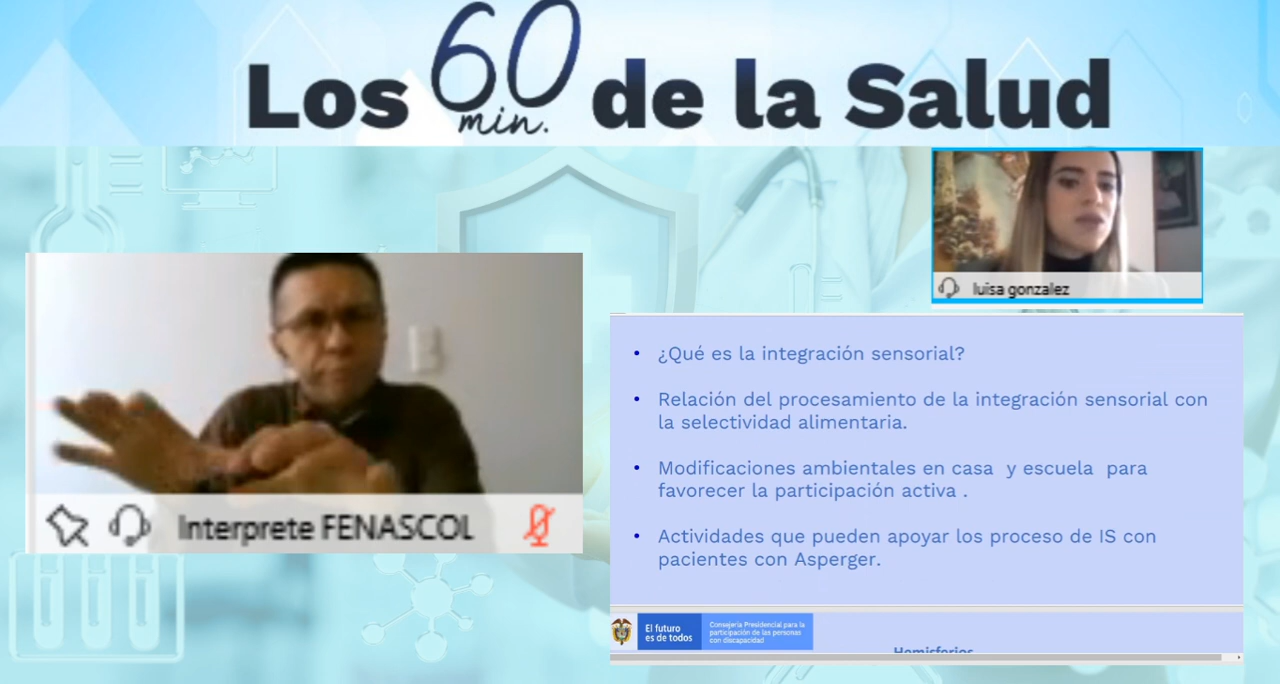 Los 60 min. de la Salud
luisa gonzalez
Interprete FENASCOL
• ¿Qué es la integración sensorial?
• Relación del procesamiento de la integración sensorial con
la selectividad alimentaria.
• Modificaciones ambientales en casa y escuela para
favorecer la participación activa .
• Actividades que pueden apoyar los proceso de IS con
pacientes con Asperger.
El futuro
es de todos
Consejería Presidencial para la
participación de las personas
con discapacidad
Hemisferios